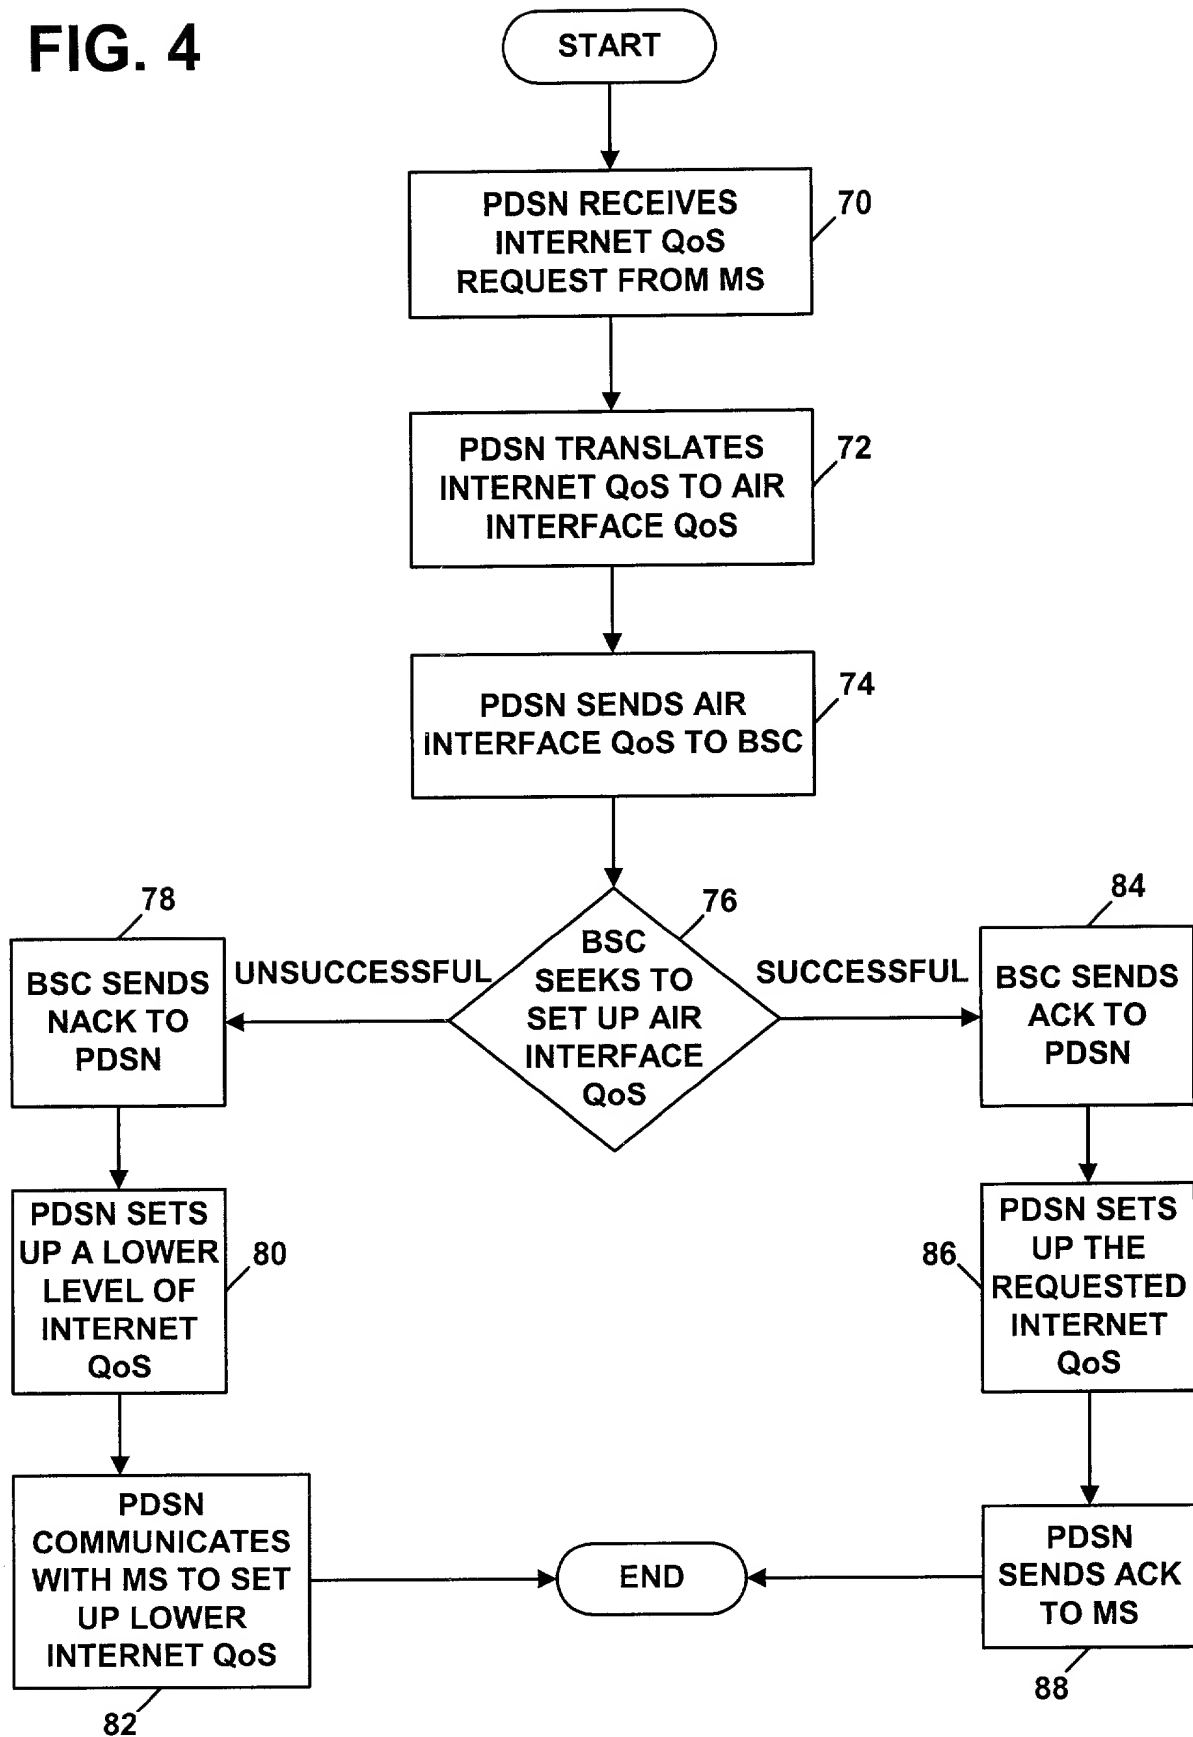 FIG. 4
START
PDSN RECEIVES
INTERNET QoS
REQUEST FROM MS
70
PDSN TRANSLATES
INTERNET QoS TO AIR
INTERFACE QoS
72
PDSN SENDS AIR
INTERFACE QoS TO BSC
74
BSC
SEEKS TO
SET UP AIR
INTERFACE
QoS
76
UNSUCCESSFUL
SUCCESSFUL
78
BSC SENDS
NACK TO
PDSN
84
BSC SENDS
ACK TO
PDSN
PDSN SETS
UP A LOWER
LEVEL OF
INTERNET
QoS
80
86
PDSN SETS
UP THE
REQUESTED
INTERNET
QoS
PDSN
COMMUNICATES
WITH MS TO SET
UP LOWER
INTERNET QoS
82
END
PDSN
SENDS ACK
TO MS
88